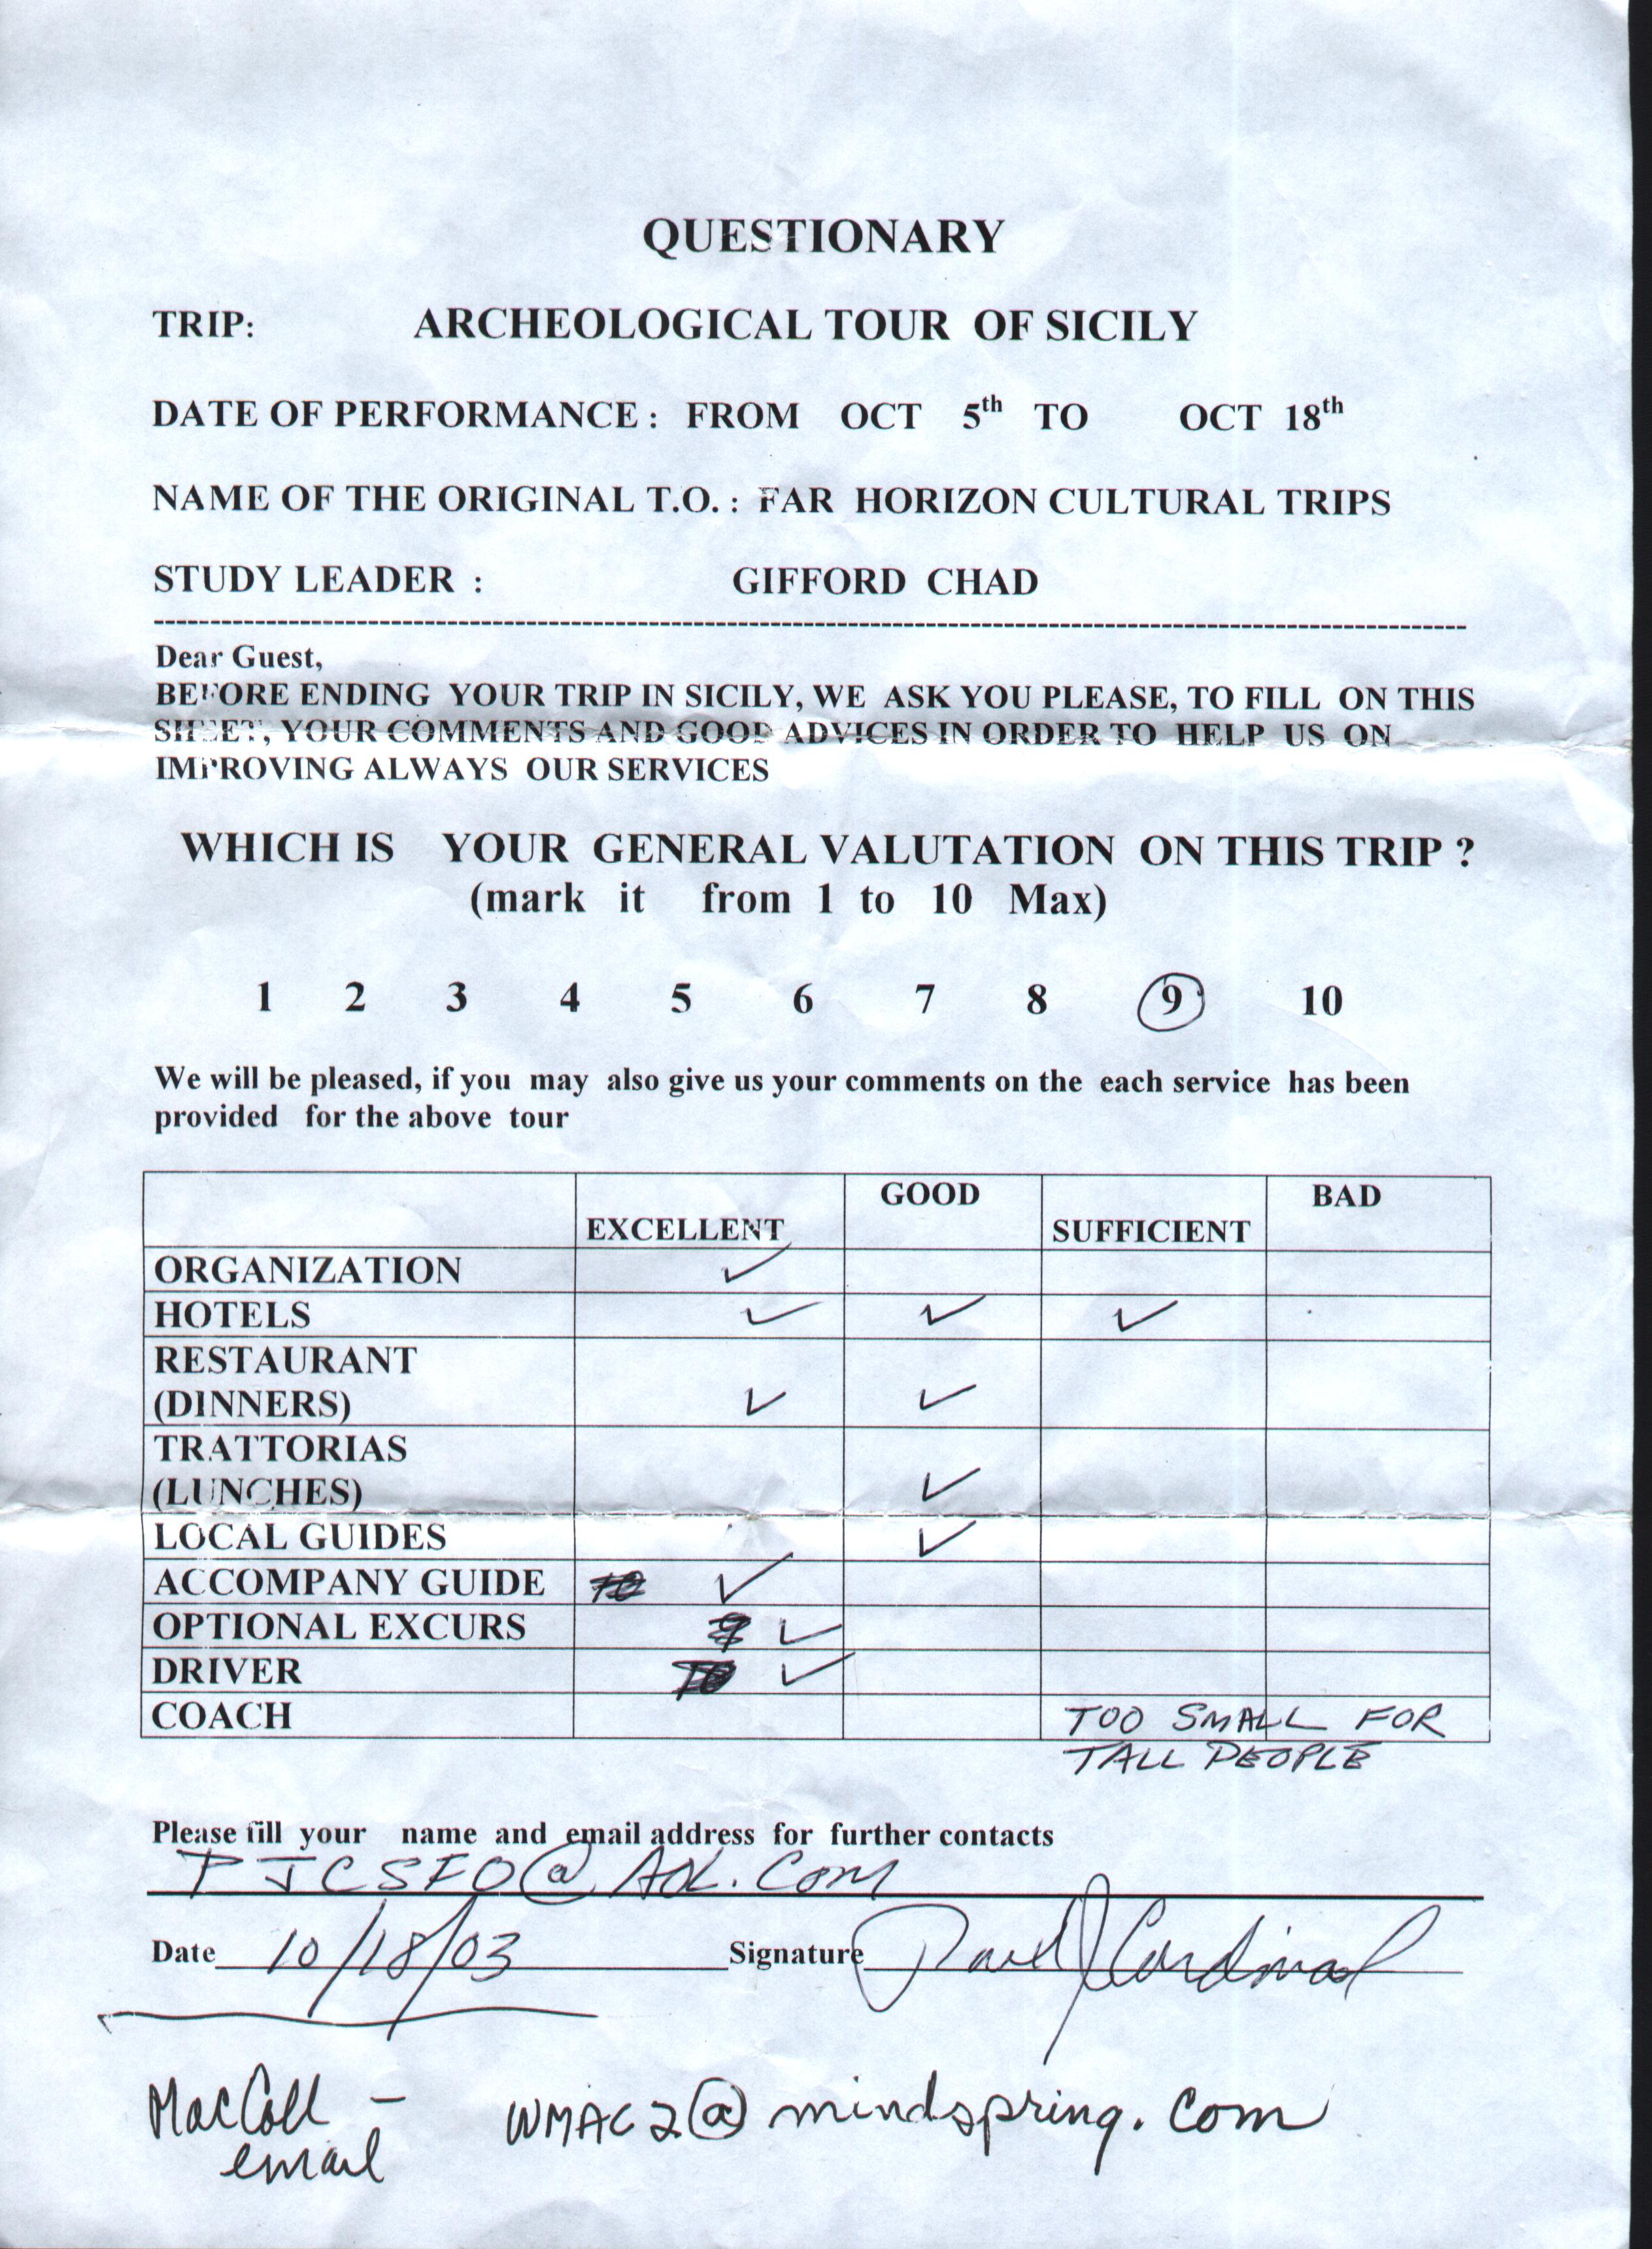 QUESTIONARY
TRIP: ARCHEOLOGICAL TOUR OF SICILY
DATE OF PERFORMANCE : FROM OCT 5th TO OCT 18th
NAME OF THE ORIGINAL T.O. : FAR HORIZON CULTURAL TRIPS
STUDY LEADER : GIFFORD CHAD
Dear Guest,
BEFORE ENDING YOUR TRIP IN SICILY, WE ASK YOU PLEASE, TO FILL ON THIS
SHEET, YOUR COMMENTS AND GOOD ADVICES IN ORDER TO HELP US ON
IMPROVING ALWAYS OUR SERVICES
WHICH IS YOUR GENERAL VALUTATION ON THIS TRIP ?
(mark it from 1 to 10 Max)
1 2 3 4 5 6 7 8 9 10
We will be pleased, if you may also give us your comments on the each service has been
provided for the above tour
EXCELLENT GOOD SUFFICIENT BAD
ORGANIZATION ✓
HOTELS ✓ ✓ ✓
RESTAURANT
(DINNERS) ✓ ✓
TRATTORIAS
(LUNCHES) ✓
LOCAL GUIDES ✓
ACCOMPANY GUIDE 10 ✓
OPTIONAL EXCURS 9 ✓
DRIVER 10 ✓
COACH TOO SMALL FOR
TALL PEOPLE
Please fill your name and email address for further contacts
PJCSFO@AOL.COM
Date 10/18/03 Signature Paul J Cardinal
MacColl - WMAC2@mindspring.com
email